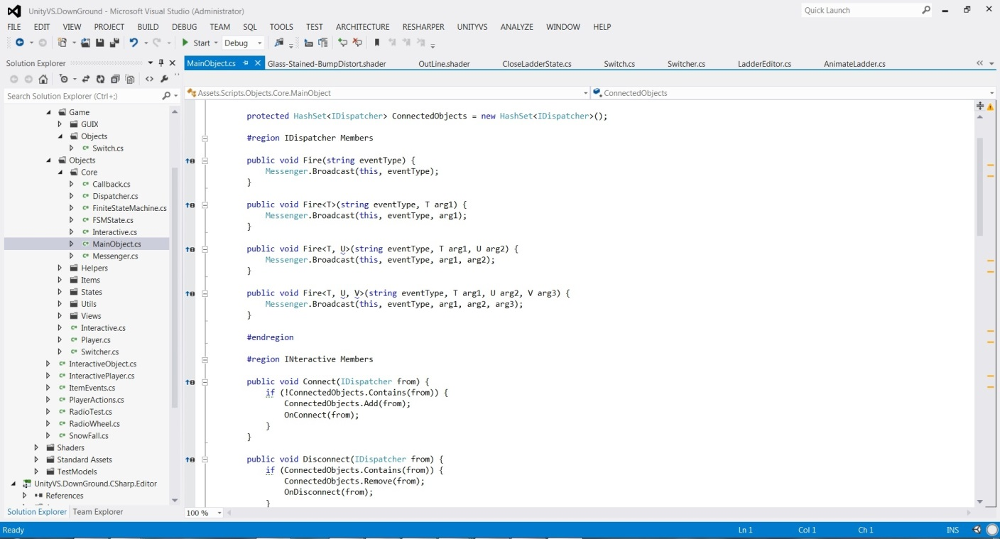 UnityVS.DownGround - Microsoft Visual Studio (Administrator)
Quick Launch
FILE EDIT VIEW PROJECT BUILD DEBUG TEAM SQL TOOLS TEST ARCHITECTURE RESHARPER UNITYVS ANALYZE WINDOW HELP
Start Debug
Solution Explorer
Search Solution Explorer (Ctrl+;)
Game
GUIX
Objects
Switch.cs
Objects
Core
Callback.cs
Dispatcher.cs
FiniteStateMachine.cs
FSMState.cs
Interactive.cs
MainObject.cs
Messenger.cs
Helpers
Items
States
Utils
Views
Interactive.cs
Player.cs
Switcher.cs
InteractiveObject.cs
InteractivePlayer.cs
ItemEvents.cs
PlayerActions.cs
RadioTest.cs
RadioWheel.cs
SnowFall.cs
Shaders
Standard Assets
TestModels
UnityVS.DownGround.CSharp.Editor
References
Solution Explorer Team Explorer
MainObject.cs Glass-Stained-BumpDistort.shader OutLine.shader CloseLadderState.cs Switch.cs Switcher.cs LadderEditor.cs AnimateLadder.cs
Assets.Scripts.Objects.Core.MainObject ConnectedObjects
protected HashSet<IDispatcher> ConnectedObjects = new HashSet<IDispatcher>();
#region IDispatcher Members
public void Fire(string eventType) {
Messenger.Broadcast(this, eventType);
}
public void Fire<T>(string eventType, T arg1) {
Messenger.Broadcast(this, eventType, arg1);
}
public void Fire<T, U>(string eventType, T arg1, U arg2) {
Messenger.Broadcast(this, eventType, arg1, arg2);
}
public void Fire<T, U, V>(string eventType, T arg1, U arg2, V arg3) {
Messenger.Broadcast(this, eventType, arg1, arg2, arg3);
}
#endregion
#region INteractive Members
public void Connect(IDispatcher from) {
if (!ConnectedObjects.Contains(from)) {
ConnectedObjects.Add(from);
OnConnect(from);
}
}
public void Disconnect(IDispatcher from) {
if (ConnectedObjects.Contains(from)) {
ConnectedObjects.Remove(from);
OnDisconnect(from);
}
100 %
Ready Ln 1 Col 1 Ch 1 INS